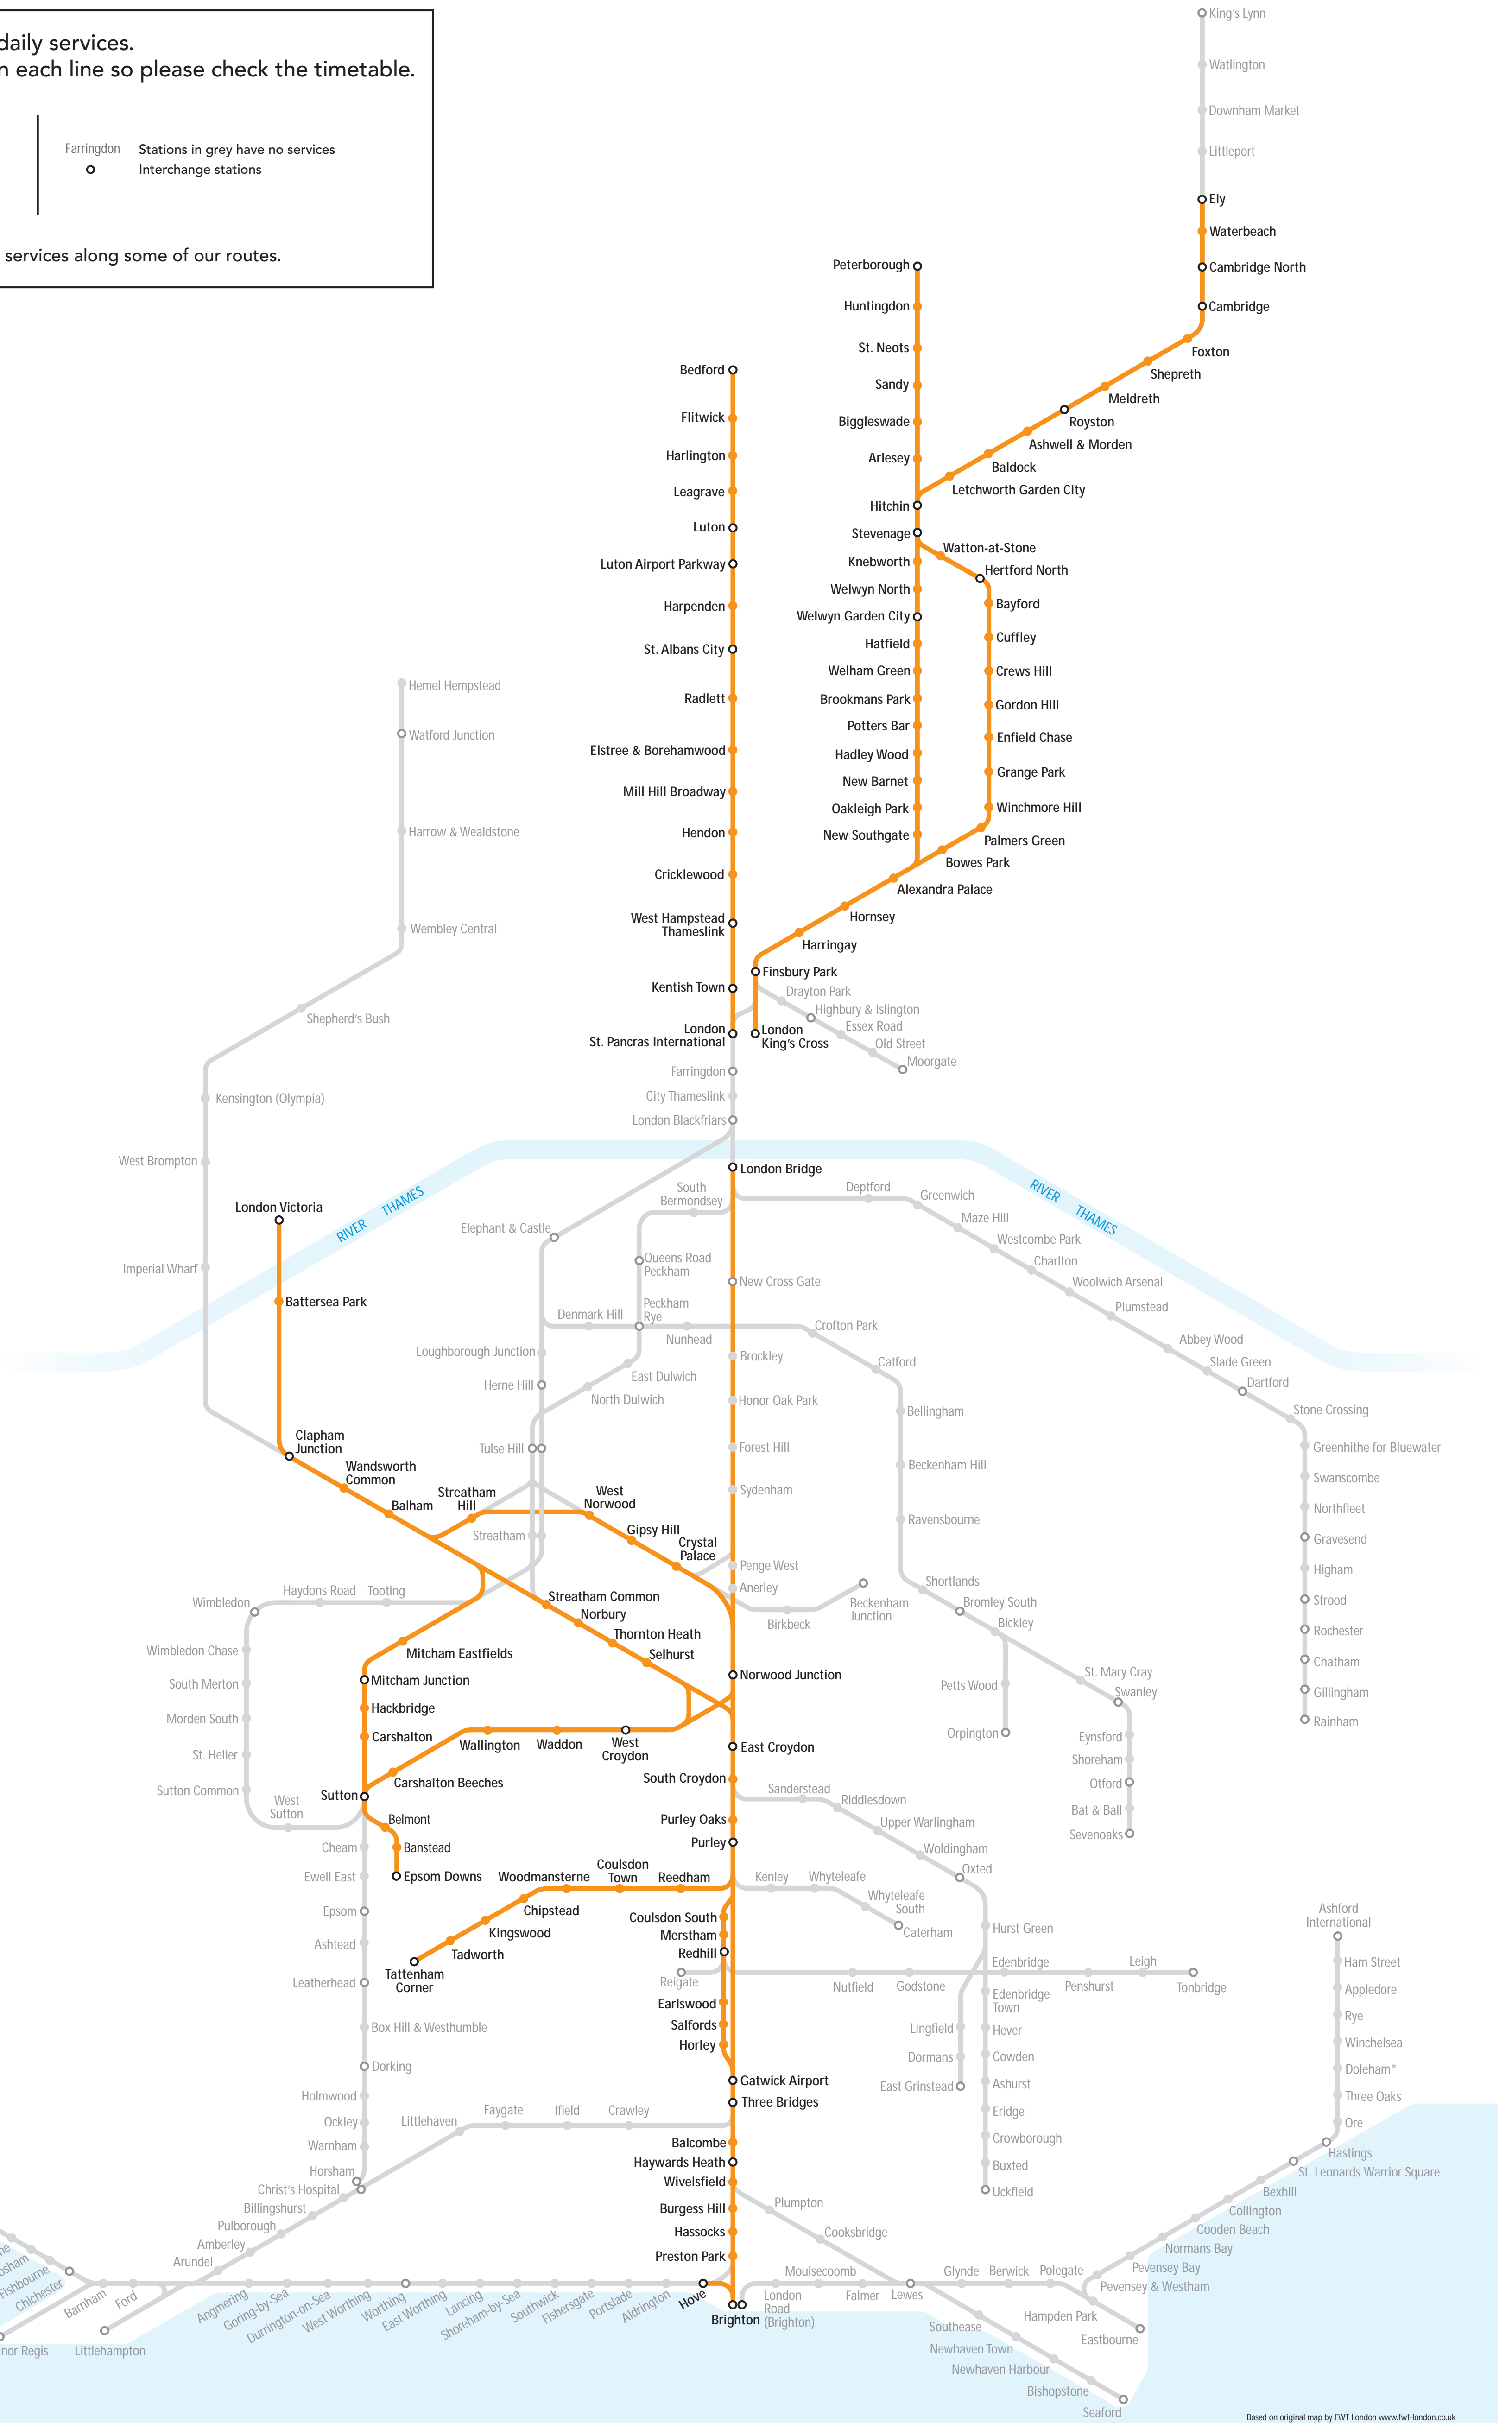 daily services.
n each line so please check the timetable.
Farringdon
Stations in grey have no services
Interchange stations
services along some of our routes.
King's Lynn
Watlington
Downham Market
Littleport
Ely
Waterbeach
Cambridge North
Cambridge
Foxton
Shepreth
Meldreth
Royston
Ashwell & Morden
Baldock
Letchworth Garden City
Peterborough
Huntingdon
St. Neots
Sandy
Biggleswade
Arlesey
Hitchin
Stevenage
Knebworth
Welwyn North
Welwyn Garden City
Hatfield
Welham Green
Brookmans Park
Potters Bar
Hadley Wood
New Barnet
Oakleigh Park
New Southgate
Watton-at-Stone
Hertford North
Bayford
Cuffley
Crews Hill
Gordon Hill
Enfield Chase
Grange Park
Winchmore Hill
Palmers Green
Bowes Park
Alexandra Palace
Hornsey
Harringay
Finsbury Park
Drayton Park
Highbury & Islington
Essex Road
Old Street
Moorgate
London
King's Cross
Bedford
Flitwick
Harlington
Leagrave
Luton
Luton Airport Parkway
Harpenden
St. Albans City
Radlett
Elstree & Borehamwood
Mill Hill Broadway
Hendon
Cricklewood
West Hampstead
Thameslink
Kentish Town
London
St. Pancras International
Farringdon
City Thameslink
London Blackfriars
London Bridge
Hemel Hempstead
Watford Junction
Harrow & Wealdstone
Wembley Central
Shepherd's Bush
Kensington (Olympia)
West Brompton
Imperial Wharf
London Victoria
RIVER THAMES
RIVER THAMES
Battersea Park
Clapham
Junction
Wandsworth
Common
Balham
Streatham
Hill
West
Norwood
Gipsy Hill
Crystal
Palace
Elephant & Castle
South
Bermondsey
Queens Road
Peckham
Peckham
Rye
Denmark Hill
Nunhead
Loughborough Junction
Herne Hill
East Dulwich
North Dulwich
Tulse Hill
Streatham
Deptford
Greenwich
Maze Hill
Westcombe Park
Charlton
Woolwich Arsenal
Plumstead
Abbey Wood
Slade Green
Dartford
Stone Crossing
Greenhithe for Bluewater
Swanscombe
Northfleet
Gravesend
Higham
Strood
Rochester
Chatham
Gillingham
Rainham
New Cross Gate
Brockley
Honor Oak Park
Forest Hill
Sydenham
Penge West
Anerley
Birkbeck
Beckenham
Junction
Crofton Park
Catford
Bellingham
Beckenham Hill
Ravensbourne
Shortlands
Bromley South
Bickley
Petts Wood
Orpington
St. Mary Cray
Swanley
Eynsford
Shoreham
Otford
Bat & Ball
Sevenoaks
Wimbledon
Haydons Road
Tooting
Wimbledon Chase
South Merton
Morden South
St. Helier
Sutton Common
West
Sutton
Streatham Common
Norbury
Thornton Heath
Selhurst
Norwood Junction
East Croydon
South Croydon
Purley Oaks
Purley
Mitcham Eastfields
Mitcham Junction
Hackbridge
Carshalton
Sutton
Wallington
Waddon
West
Croydon
Carshalton Beeches
Belmont
Banstead
Epsom Downs
Cheam
Ewell East
Epsom
Ashtead
Leatherhead
Box Hill & Westhumble
Dorking
Holmwood
Ockley
Warnham
Horsham
Christ's Hospital
Billingshurst
Pulborough
Amberley
Arundel
Woodmansterne
Coulsdon
Town
Reedham
Chipstead
Kingswood
Tadworth
Tattenham
Corner
Sanderstead
Riddlesdown
Upper Warlingham
Woldingham
Oxted
Hurst Green
Kenley
Whyteleafe
Whyteleafe
South
Caterham
Coulsdon South
Merstham
Redhill
Reigate
Earlswood
Salfords
Horley
Nutfield
Godstone
Edenbridge
Penshurst
Leigh
Tonbridge
Edenbridge
Town
Hever
Cowden
Ashurst
Eridge
Crowborough
Buxted
Uckfield
Lingfield
Dormans
East Grinstead
Gatwick Airport
Three Bridges
Littlehaven
Faygate
Ifield
Crawley
Balcombe
Haywards Heath
Wivelsfield
Burgess Hill
Hassocks
Preston Park
Plumpton
Cooksbridge
Ashford
International
Ham Street
Appledore
Rye
Winchelsea
Doleham*
Three Oaks
Ore
Hastings
St. Leonards Warrior Square
Bexhill
Collington
Cooden Beach
Normans Bay
Pevensey Bay
Pevensey & Westham
Hampden Park
Eastbourne
Polegate
Berwick
Glynde
Lewes
Falmer
Moulsecoomb
London
Road
(Brighton)
Brighton
Hove
Aldrington
Portslade
Fishersgate
Southwick
Shoreham-by-Sea
Lancing
East Worthing
Worthing
West Worthing
Durrington-on-Sea
Goring-by-Sea
Angmering
Ford
Barnham
Chichester
Fishbourne
osham
ne
nor Regis
Littlehampton
Southease
Newhaven Town
Newhaven Harbour
Bishopstone
Seaford
Based on original map by FWT London www.fwt-london.co.uk